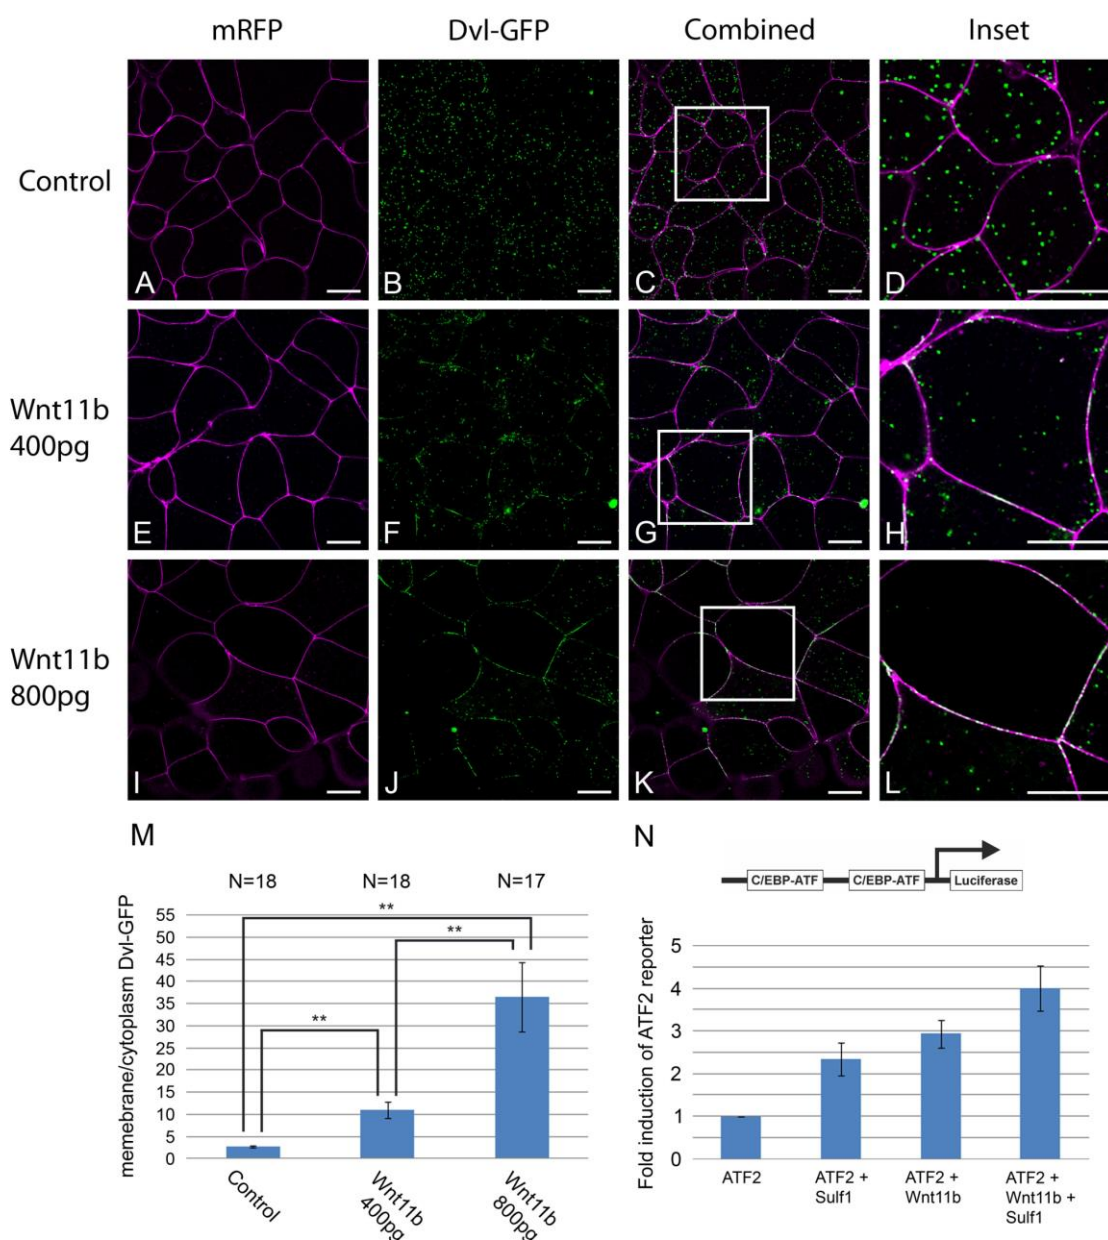 mRFP Dvl-GFP Combined Inset
Control
A B C D
Wnt11b
400pg
E F G H
Wnt11b
800pg
I J K L
M
N=18 N=18 N=17
memebrane/cytoplasm Dvl-GFP
55
50
45
40
35
30
25
20
15
10
5
0
**
**
**
Control
Wnt11b
400pg
Wnt11b
800pg
N
C/EBP-ATF C/EBP-ATF Luciferase
Fold induction of ATF2 reporter
5
4
3
2
1
0
ATF2
ATF2 +
Sulf1
ATF2 +
Wnt11b
ATF2 +
Wnt11b +
Sulf1